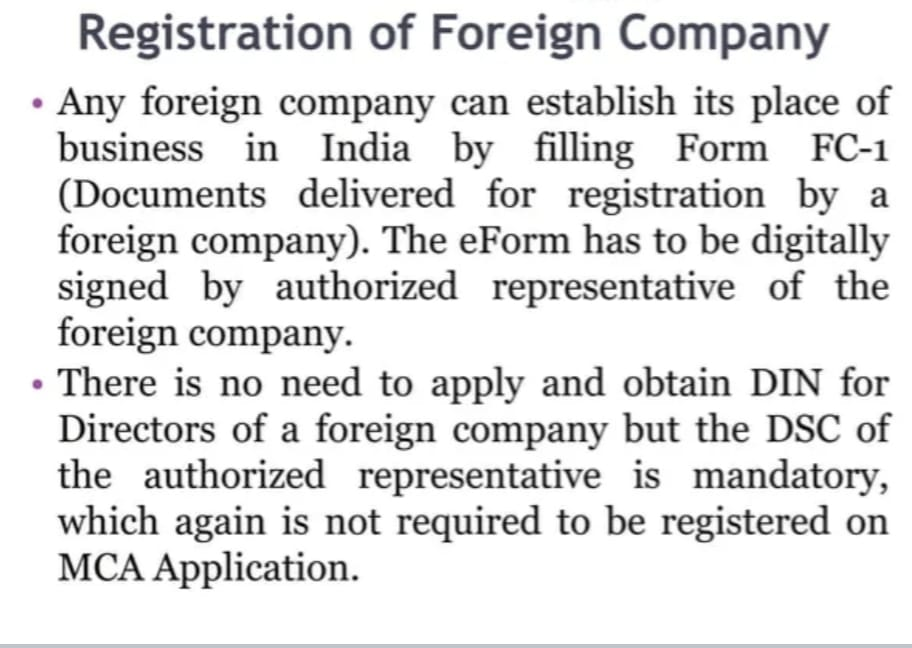 Registration of Foreign Company
• Any foreign company can establish its place of
business in India by filling Form FC-1
(Documents delivered for registration by a
foreign company). The eForm has to be digitally
signed by authorized representative of the
foreign company.
• There is no need to apply and obtain DIN for
Directors of a foreign company but the DSC of
the authorized representative is mandatory,
which again is not required to be registered on
MCA Application.